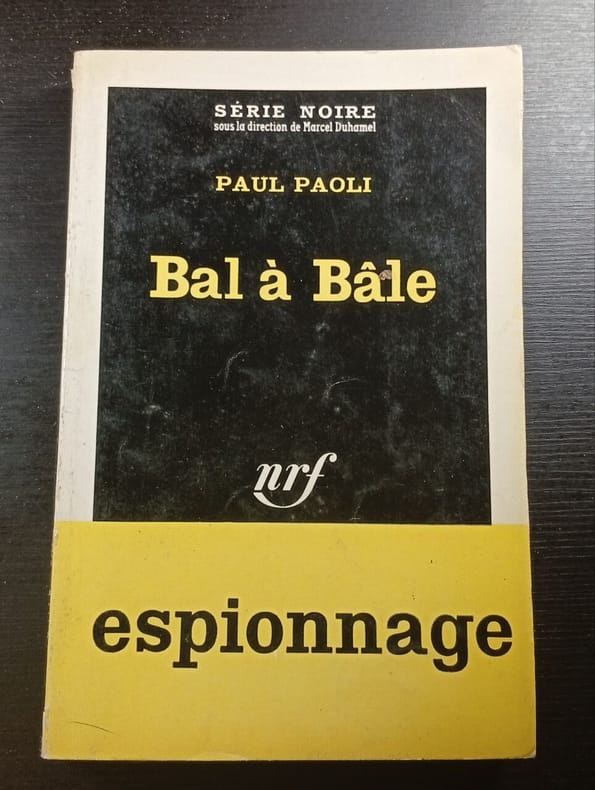 SÉRIE NOIRE
sous la direction de Marcel Duhamel
PAUL PAOLI
Bal à Bâle
nrf
espionnage